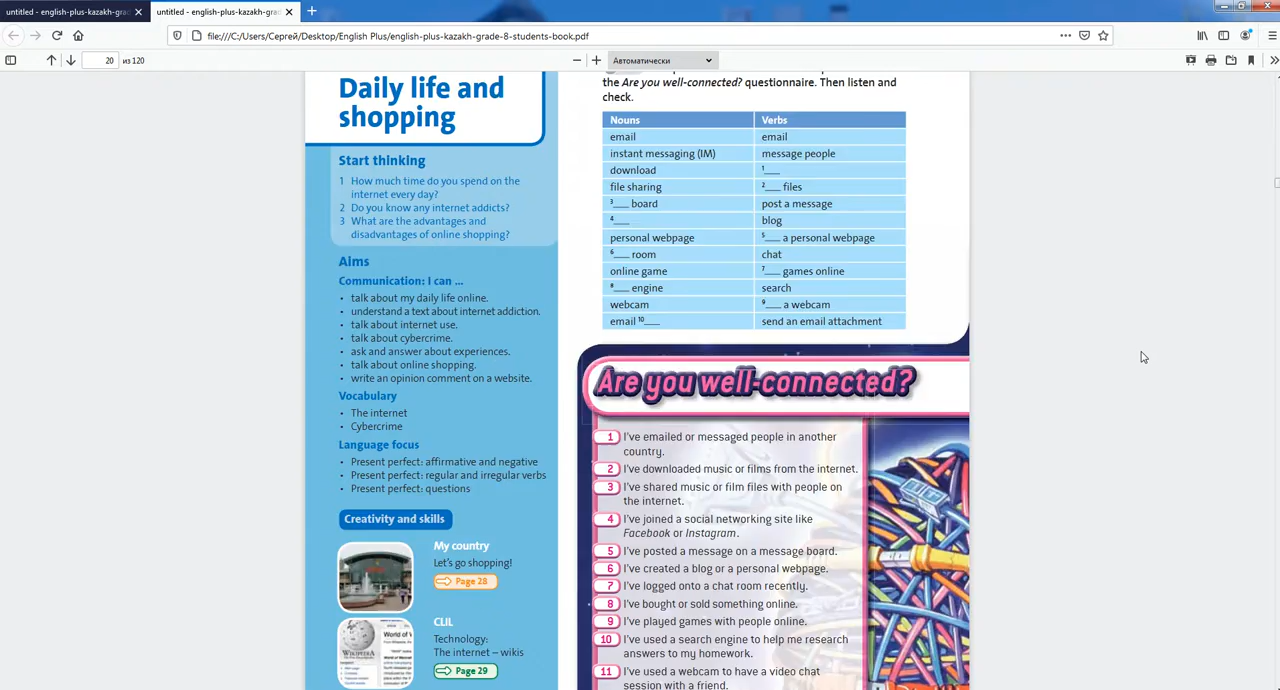 untitled - english-plus-kazakh-grad
untitled - english-plus-kazakh-grad
file:///C:/Users/Сергей/Desktop/English Plus/english-plus-kazakh-grade-8-students-book.pdf
20
из 120
Автоматически
Daily life and
shopping
Start thinking
1 How much time do you spend on the
internet every day?
2 Do you know any internet addicts?
3 What are the advantages and
disadvantages of online shopping?
Aims
Communication: I can ...
• talk about my daily life online.
• understand a text about internet addiction.
• talk about internet use.
• talk about cybercrime.
• ask and answer about experiences.
• talk about online shopping.
• write an opinion comment on a website.
Vocabulary
• The internet
• Cybercrime
Language focus
• Present perfect: affirmative and negative
• Present perfect: regular and irregular verbs
• Present perfect: questions
Creativity and skills
My country
Let's go shopping!
Page 28
CLIL
Technology:
The internet – wikis
Page 29
WIKIPEDIA
the Are you well-connected? questionnaire. Then listen and
check.
Nouns Verbs
email email
instant messaging (IM) message people
download 1___
file sharing 2___ files
3___ board post a message
4___ blog
personal webpage 5___ a personal webpage
6___ room chat
online game 7___ games online
8___ engine search
webcam 9___ a webcam
email 10___ send an email attachment
Are you well-connected?
1 I've emailed or messaged people in another
country.
2 I've downloaded music or films from the internet.
3 I've shared music or film files with people on
the internet.
4 I've joined a social networking site like
Facebook or Instagram.
5 I've posted a message on a message board.
6 I've created a blog or a personal webpage.
7 I've logged onto a chat room recently.
8 I've bought or sold something online.
9 I've played games with people online.
10 I've used a search engine to help me research
answers to my homework.
11 I've used a webcam to have a video chat
session with a friend.